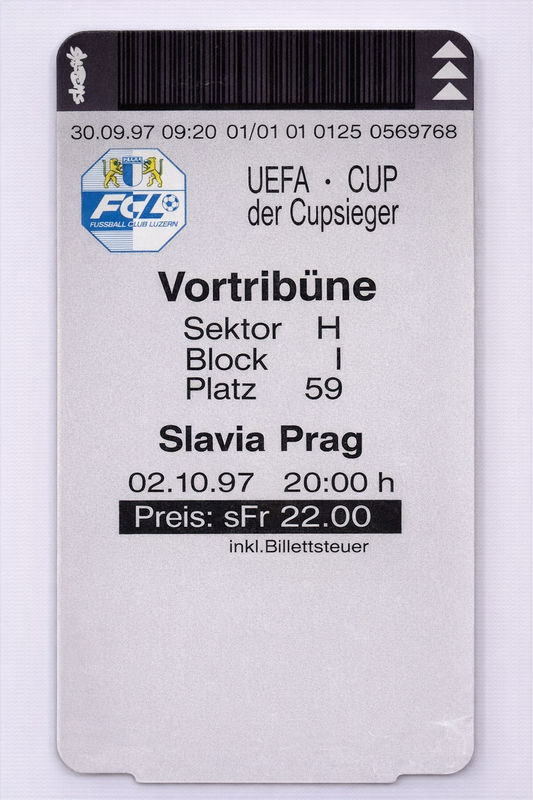 30.09.97 09:20 01/01 01 0125 0569768
FCL
FUSSBALL CLUB LUZERN
UEFA · CUP
der Cupsieger
Vortribüne
Sektor H
Block I
Platz 59
Slavia Prag
02.10.97 20:00 h
Preis: sFr 22.00
inkl.Billettsteuer